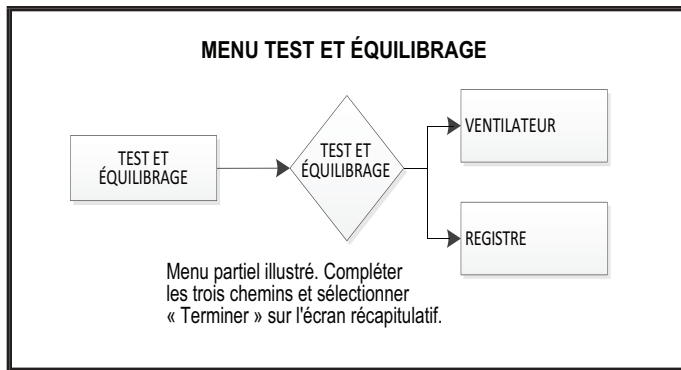 MENU TEST ET ÉQUILIBRAGE
TEST ET
ÉQUILIBRAGE
TEST ET
ÉQUILIBRAGE
VENTILATEUR
REGISTRE
Menu partiel illustré. Compléter
les trois chemins et sélectionner
« Terminer » sur l'écran récapitulatif.